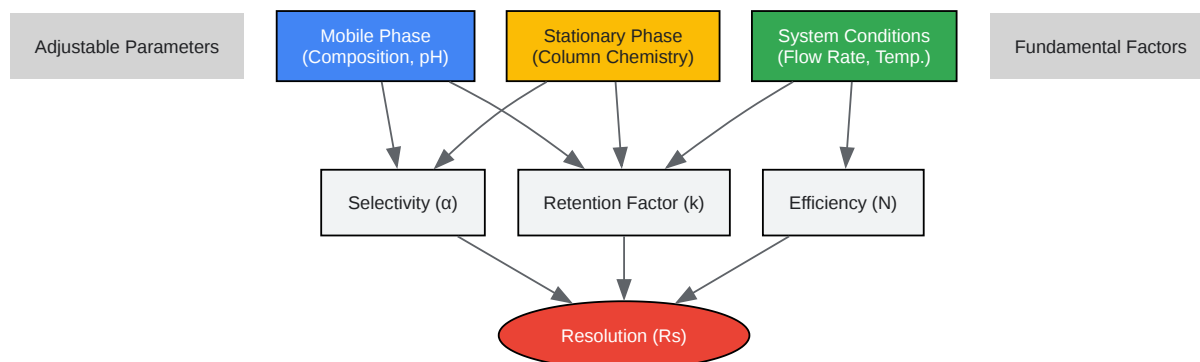 Adjustable Parameters
Mobile Phase
(Composition, pH)
Stationary Phase
(Column Chemistry)
System Conditions
(Flow Rate, Temp.)
Fundamental Factors
Selectivity (α)
Retention Factor (k)
Efficiency (N)
Resolution (Rs)